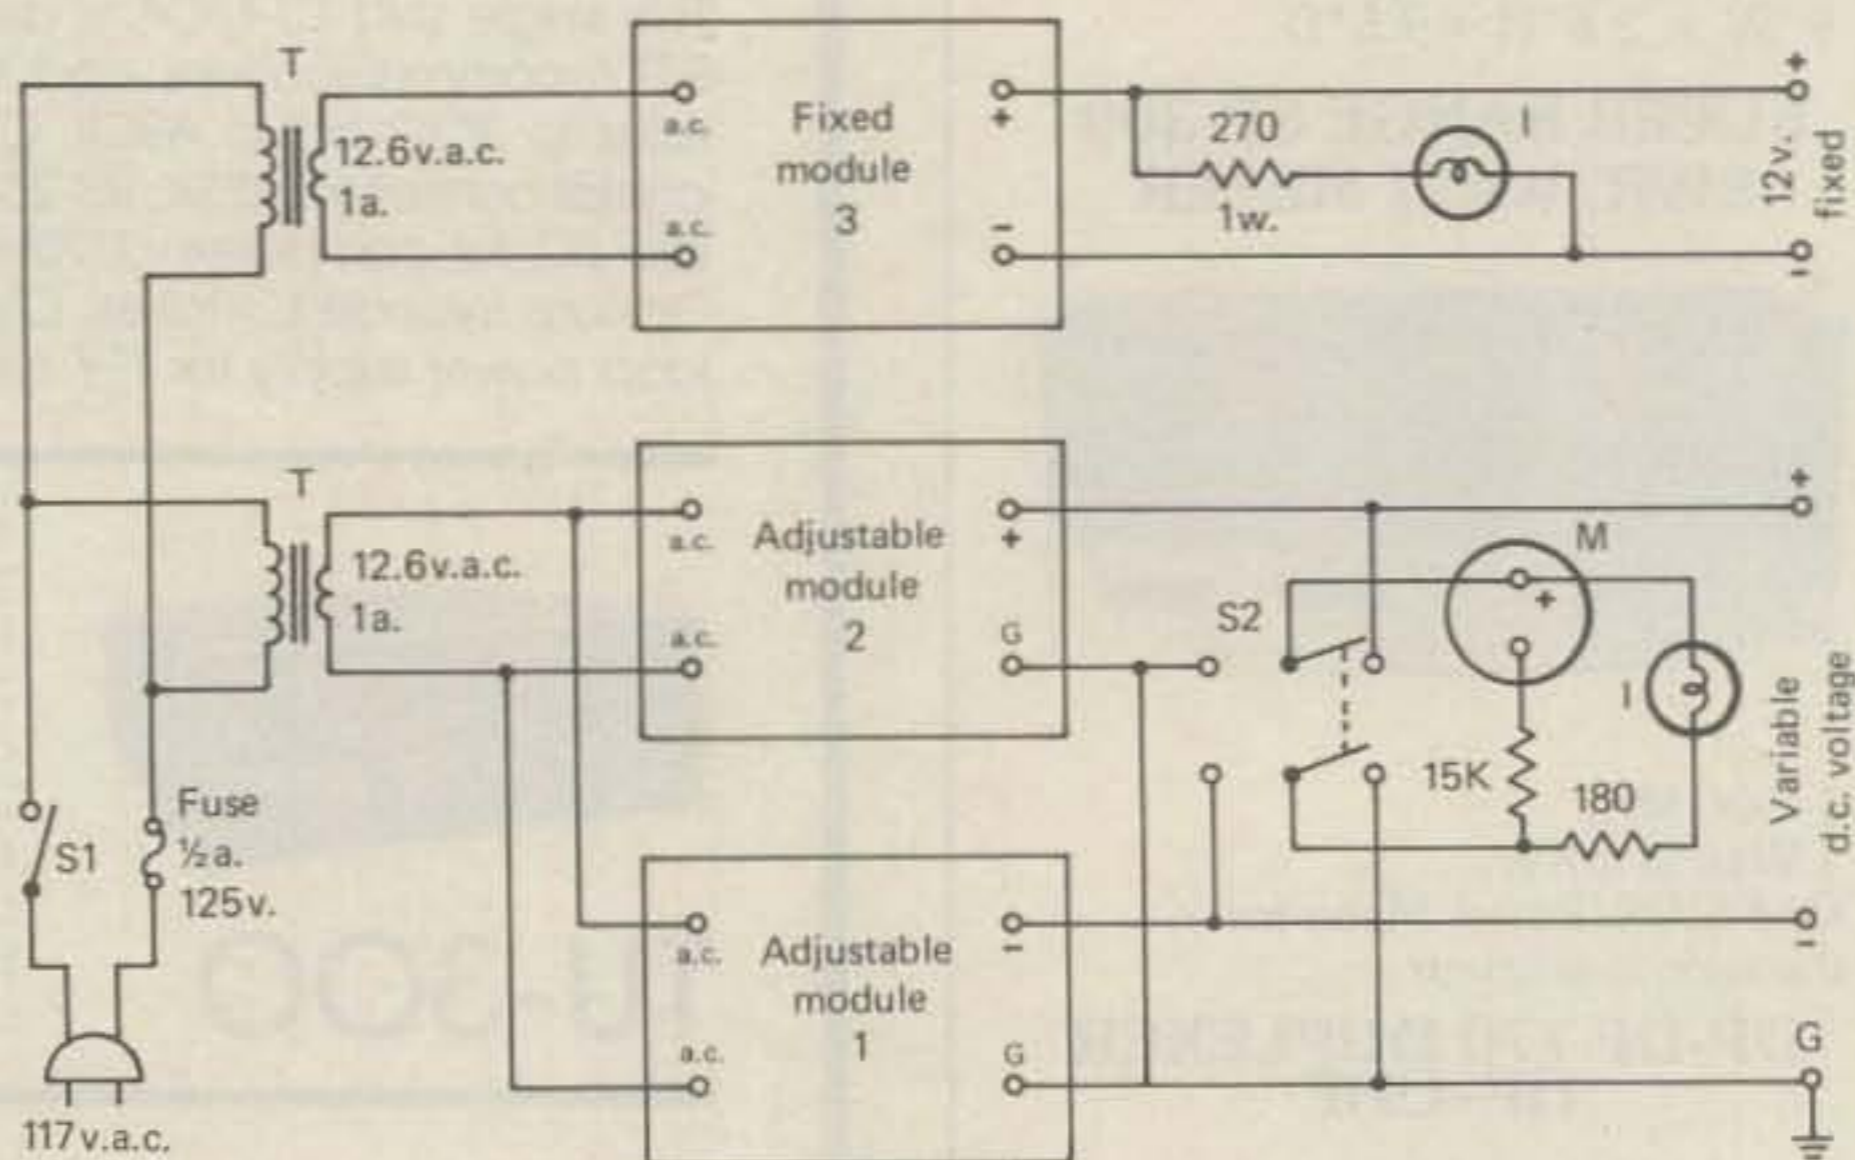 T
12.6v.a.c.
1a.
a.c.
a.c.
Fixed
module
3
+
−
270
1w.
I
+
12v.
fixed
−
T
12.6v.a.c.
1a.
a.c.
a.c.
Adjustable
module
2
+
G
S2
M
+
I
15K
180
+
Variable
d.c. voltage
−
G
S1
Fuse
½a.
125v.
117v.a.c.
a.c.
a.c.
Adjustable
module
1
−
G